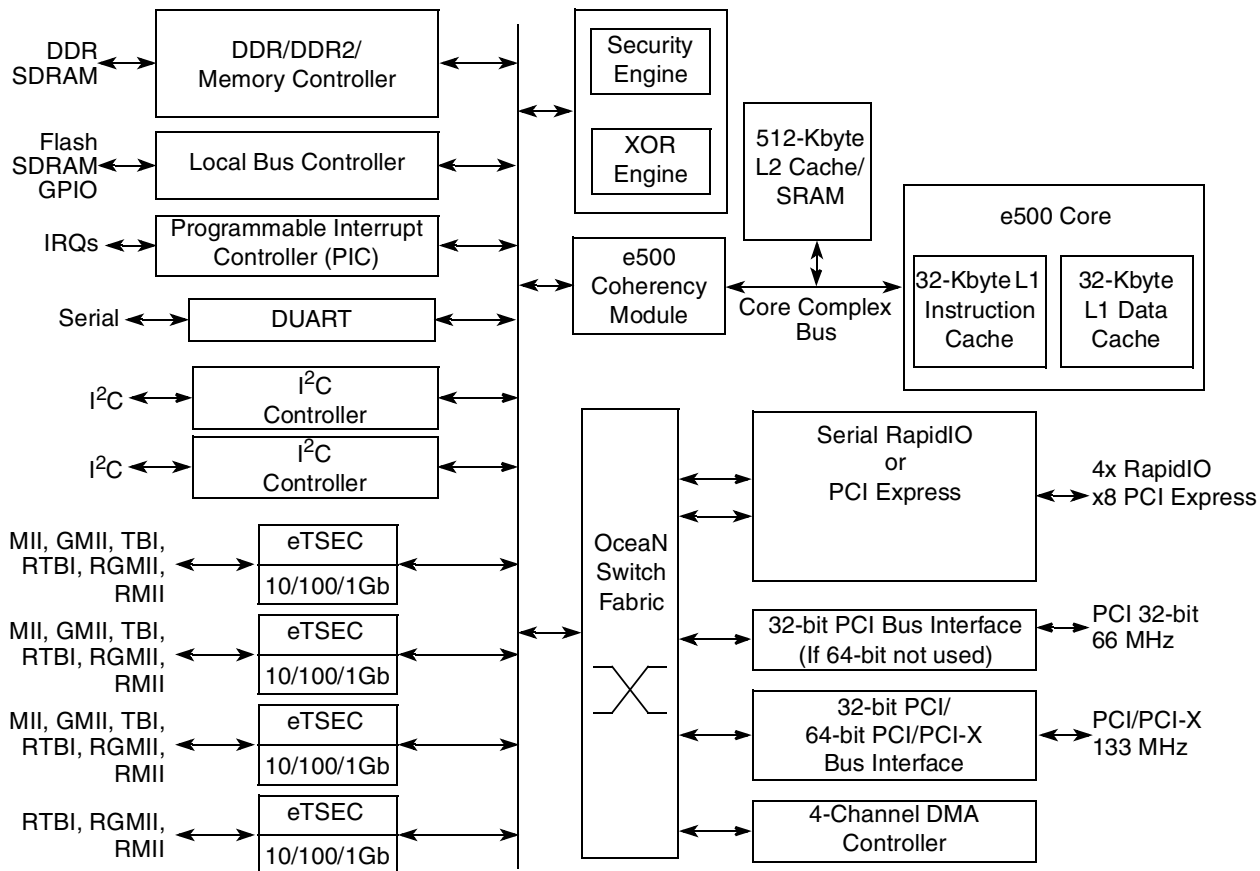 DDR
SDRAM
DDR/DDR2/
Memory Controller
Flash
SDRAM
GPIO
Local Bus Controller
IRQs
Programmable Interrupt
Controller (PIC)
Serial
DUART
I²C
I²C
Controller
I²C
I²C
Controller
MII, GMII, TBI,
RTBI, RGMII,
RMII
eTSEC
10/100/1Gb
MII, GMII, TBI,
RTBI, RGMII,
RMII
eTSEC
10/100/1Gb
MII, GMII, TBI,
RTBI, RGMII,
RMII
eTSEC
10/100/1Gb
RTBI, RGMII,
RMII
eTSEC
10/100/1Gb
Security
Engine
XOR
Engine
e500
Coherency
Module
512-Kbyte
L2 Cache/
SRAM
Core Complex
Bus
e500 Core
32-Kbyte L1
Instruction
Cache
32-Kbyte
L1 Data
Cache
OceaN
Switch
Fabric
Serial RapidIO
or
PCI Express
4x RapidIO
x8 PCI Express
32-bit PCI Bus Interface
(If 64-bit not used)
PCI 32-bit
66 MHz
32-bit PCI/
64-bit PCI/PCI-X
Bus Interface
PCI/PCI-X
133 MHz
4-Channel DMA
Controller